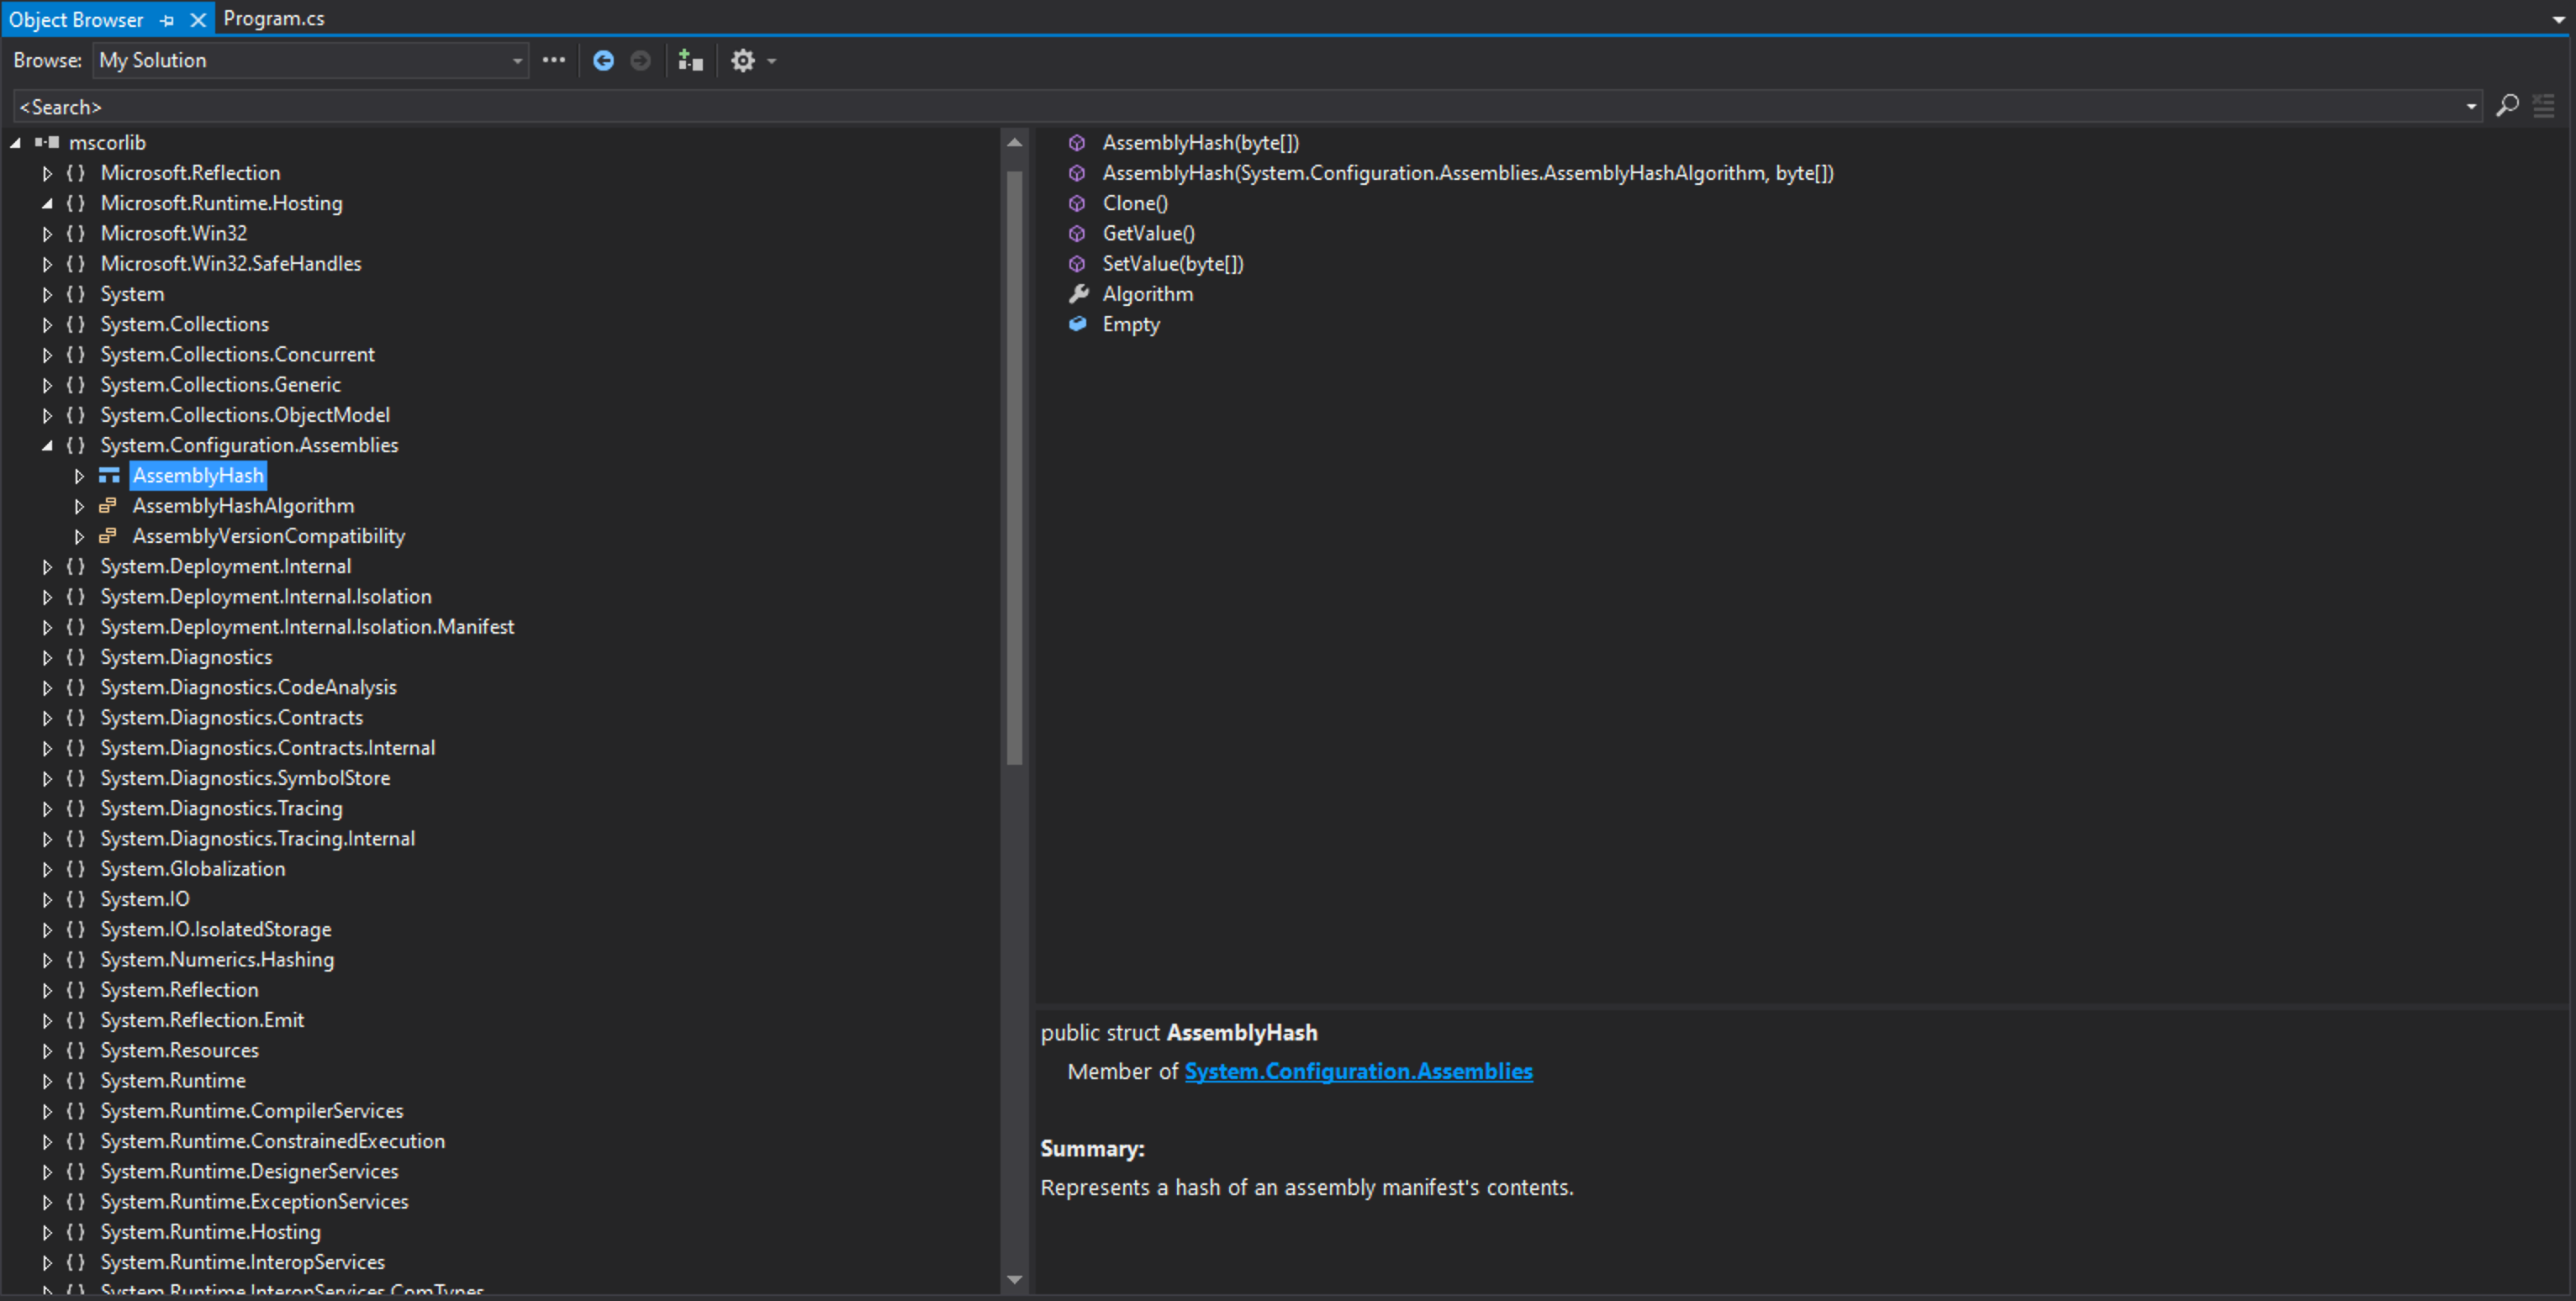 Object Browser Program.cs
Browse: My Solution
<Search>
mscorlib
Microsoft.Reflection
Microsoft.Runtime.Hosting
Microsoft.Win32
Microsoft.Win32.SafeHandles
System
System.Collections
System.Collections.Concurrent
System.Collections.Generic
System.Collections.ObjectModel
System.Configuration.Assemblies
AssemblyHash
AssemblyHashAlgorithm
AssemblyVersionCompatibility
System.Deployment.Internal
System.Deployment.Internal.Isolation
System.Deployment.Internal.Isolation.Manifest
System.Diagnostics
System.Diagnostics.CodeAnalysis
System.Diagnostics.Contracts
System.Diagnostics.Contracts.Internal
System.Diagnostics.SymbolStore
System.Diagnostics.Tracing
System.Diagnostics.Tracing.Internal
System.Globalization
System.IO
System.IO.IsolatedStorage
System.Numerics.Hashing
System.Reflection
System.Reflection.Emit
System.Resources
System.Runtime
System.Runtime.CompilerServices
System.Runtime.ConstrainedExecution
System.Runtime.DesignerServices
System.Runtime.ExceptionServices
System.Runtime.Hosting
System.Runtime.InteropServices
System.Runtime.InteropServices.ComTypes
AssemblyHash(byte[])
AssemblyHash(System.Configuration.Assemblies.AssemblyHashAlgorithm, byte[])
Clone()
GetValue()
SetValue(byte[])
Algorithm
Empty
public struct AssemblyHash
Member of System.Configuration.Assemblies
Summary:
Represents a hash of an assembly manifest's contents.